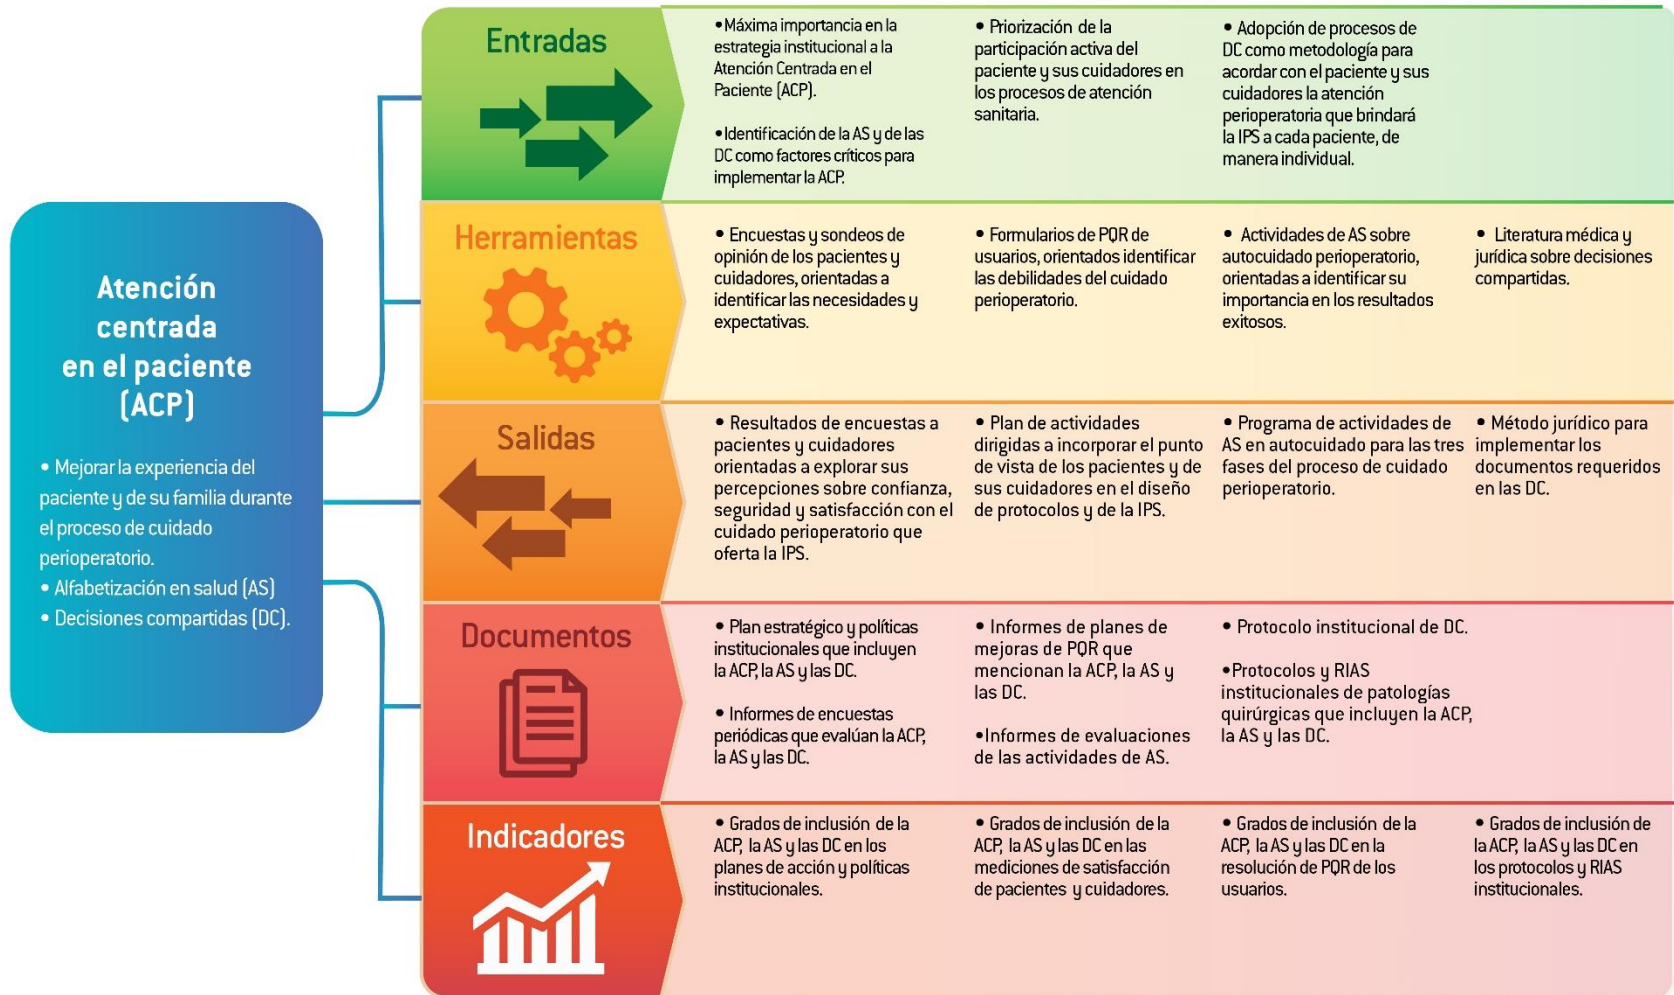 Atención
centrada
en el paciente
(ACP)
• Mejorar la experiencia del
paciente y de su familia durante
el proceso de cuidado
perioperatorio.
• Alfabetización en salud (AS)
• Decisiones compartidas (DC).
Entradas
•Máxima importancia en la
estrategia institucional a la
Atención Centrada en el
Paciente (ACP).
•Identificación de la AS y de las
DC como factores críticos para
implementar la ACP.
• Priorización de la
participación activa del
paciente y sus cuidadores en
los procesos de atención
sanitaria.
• Adopción de procesos de
DC como metodología para
acordar con el paciente y sus
cuidadores la atención
perioperatoria que brindará
la IPS a cada paciente, de
manera individual.
Herramientas
• Encuestas y sondeos de
opinión de los pacientes y
cuidadores, orientadas a
identificar las necesidades y
expectativas.
• Formularios de PQR de
usuarios, orientados identificar
las debilidades del cuidado
perioperatorio.
• Actividades de AS sobre
autocuidado perioperatorio,
orientadas a identificar su
importancia en los resultados
exitosos.
• Literatura médica y
jurídica sobre decisiones
compartidas.
Salidas
• Resultados de encuestas a
pacientes y cuidadores
orientadas a explorar sus
percepciones sobre confianza,
seguridad y satisfacción con el
cuidado perioperatorio que
oferta la IPS.
• Plan de actividades
dirigidas a incorporar el punto
de vista de los pacientes y de
sus cuidadores en el diseño
de protocolos y de la IPS.
• Programa de actividades de
AS en autocuidado para las tres
fases del proceso de cuidado
perioperatorio.
• Método jurídico para
implementar los
documentos requeridos
en las DC.
Documentos
• Plan estratégico y políticas
institucionales que incluyen
la ACP, la AS y las DC.
• Informes de encuestas
periódicas que evalúan la ACP,
la AS y las DC.
• Informes de planes de
mejoras de PQR que
mencionan la ACP, la AS y
las DC.
•Informes de evaluaciones
de las actividades de AS.
• Protocolo institucional de DC.
•Protocolos y RIAS
institucionales de patologías
quirúrgicas que incluyen la ACP,
la AS y las DC.
Indicadores
• Grados de inclusión de la
ACP, la AS y las DC en los
planes de acción y políticas
institucionales.
• Grados de inclusión de la
ACP, la AS y las DC en las
mediciones de satisfacción
de pacientes y cuidadores.
• Grados de inclusión de la
ACP, la AS y las DC en la
resolución de PQR de los
usuarios.
• Grados de inclusión de
la ACP, la AS y las DC en
los protocolos y RIAS
institucionales.